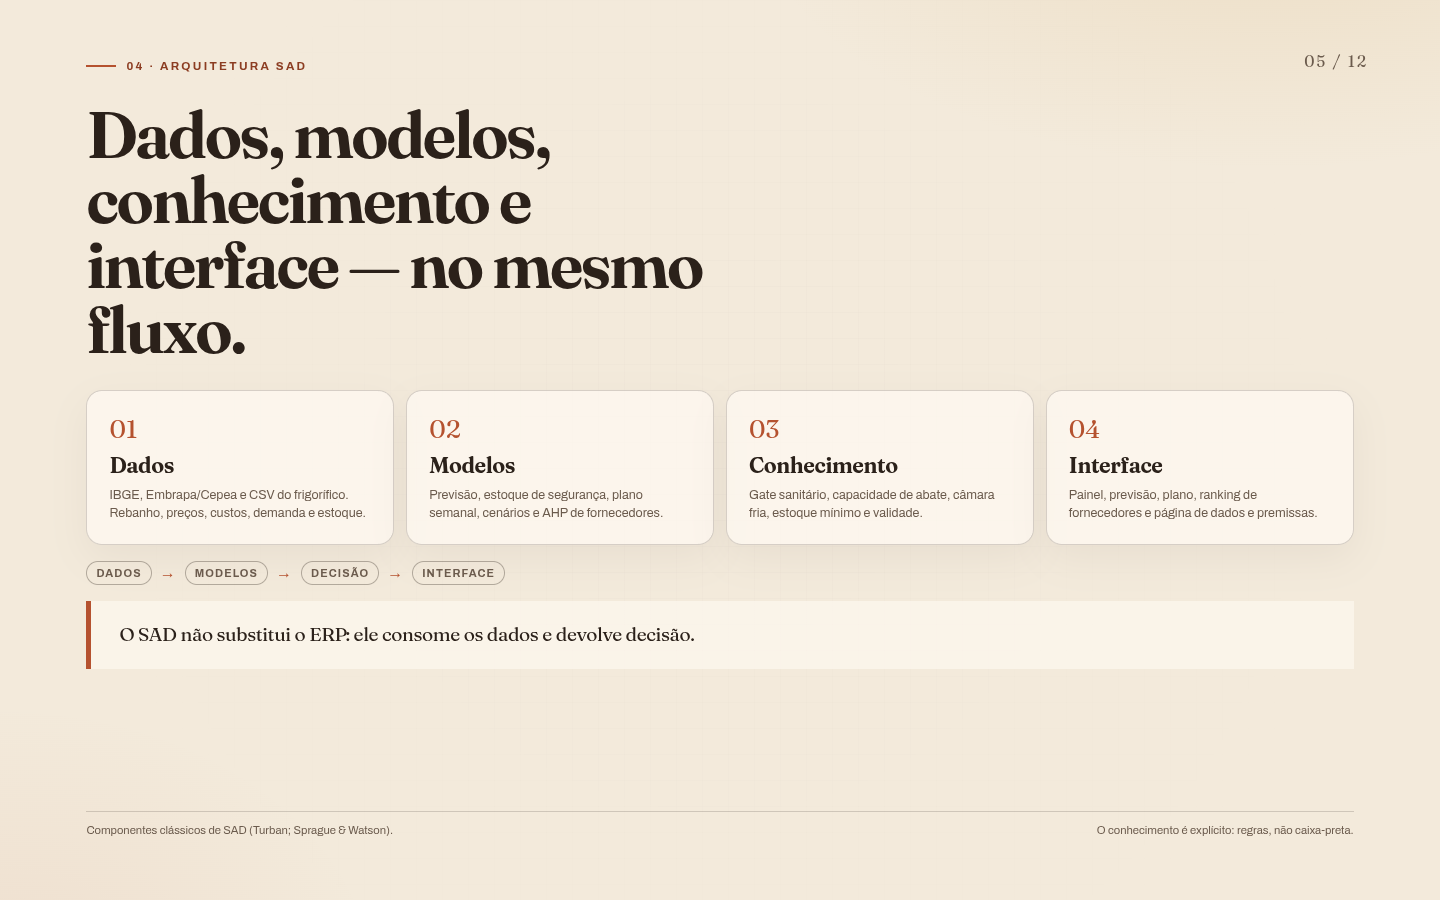 04 · ARQUITETURA SAD
05 / 12
Dados, modelos,
conhecimento e
interface — no mesmo
fluxo.
01
Dados
IBGE, Embrapa/Cepea e CSV do frigorífico.
Rebanho, preços, custos, demanda e estoque.
02
Modelos
Previsão, estoque de segurança, plano
semanal, cenários e AHP de fornecedores.
03
Conhecimento
Gate sanitário, capacidade de abate, câmara
fria, estoque mínimo e validade.
04
Interface
Painel, previsão, plano, ranking de
fornecedores e página de dados e premissas.
DADOS → MODELOS → DECISÃO → INTERFACE
O SAD não substitui o ERP: ele consome os dados e devolve decisão.
Componentes clássicos de SAD (Turban; Sprague & Watson).
O conhecimento é explícito: regras, não caixa-preta.